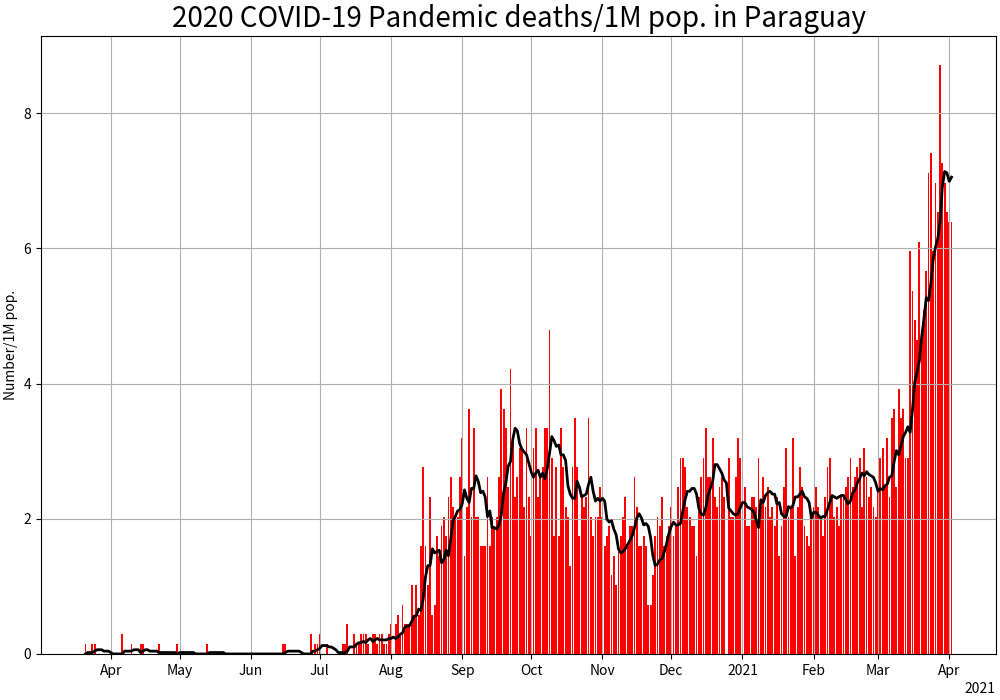 2020 COVID-19 Pandemic deaths/1M pop. in Paraguay
Number/1M pop.
8
6
4
2
0
Apr May Jun Jul Aug Sep Oct Nov Dec 2021 Feb Mar Apr
2021